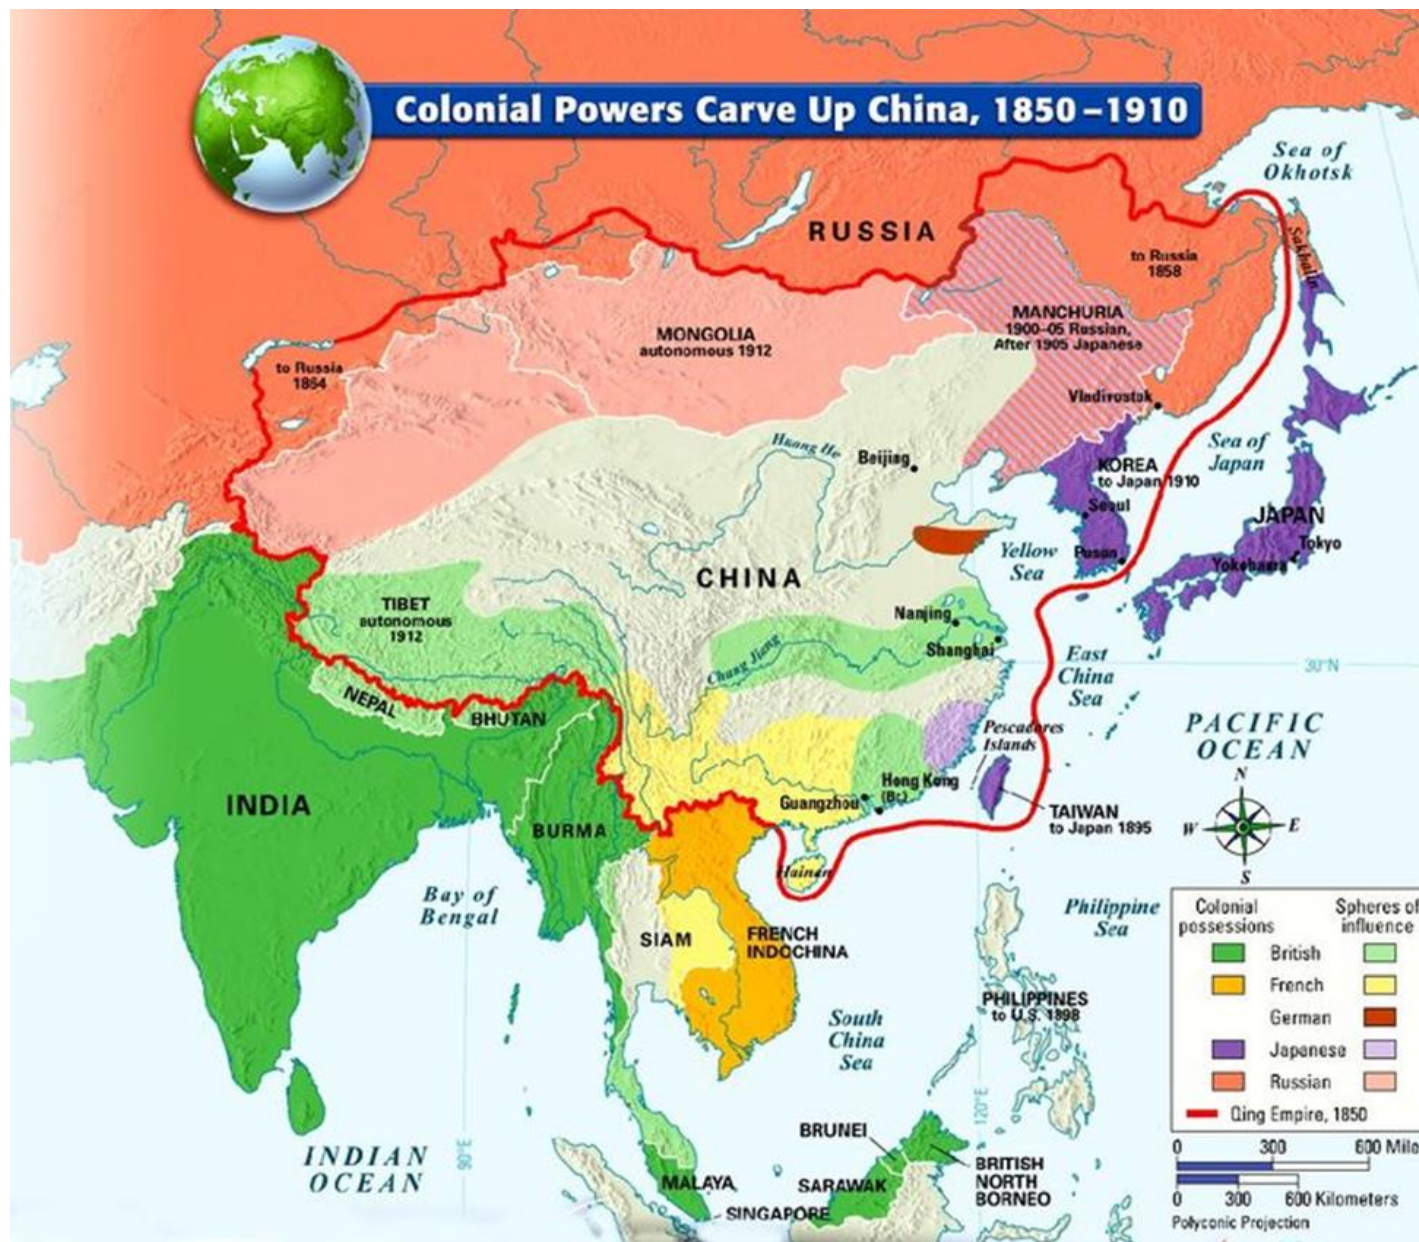 Colonial Powers Carve Up China, 1850–1910
Sea of
Okhotsk
RUSSIA
to Russia
1858
Sakhalin
MANCHURIA
1900–05 Russian,
After 1905 Japanese
MONGOLIA
autonomous 1912
to Russia
1864
Vladivostok
Huang He
Beijing
Sea of
Japan
KOREA
to Japan 1910
Seoul
JAPAN
Tokyo
Yokohama
Pusan
Yellow
Sea
CHINA
TIBET
autonomous
1912
Nanjing
Shanghai
Chang Jiang
East
China
Sea
30°N
NEPAL
BHUTAN
Pescadores
Islands
PACIFIC
OCEAN
INDIA
Hong Kong
(Br.)
Guangzhou
TAIWAN
to Japan 1895
N
W
E
S
BURMA
Hainan
Bay of
Bengal
SIAM
FRENCH
INDOCHINA
Philippine
Sea
PHILIPPINES
to U.S. 1898
South
China
Sea
Colonial
possessions
Spheres of
influence
British
French
German
Japanese
Russian
Qing Empire, 1850
0 300 600 Mile
0 300 600 Kilometers
Polyconic Projection
120°E
90°E
INDIAN
OCEAN
BRUNEI
BRITISH
NORTH
BORNEO
MALAYA
SARAWAK
SINGAPORE